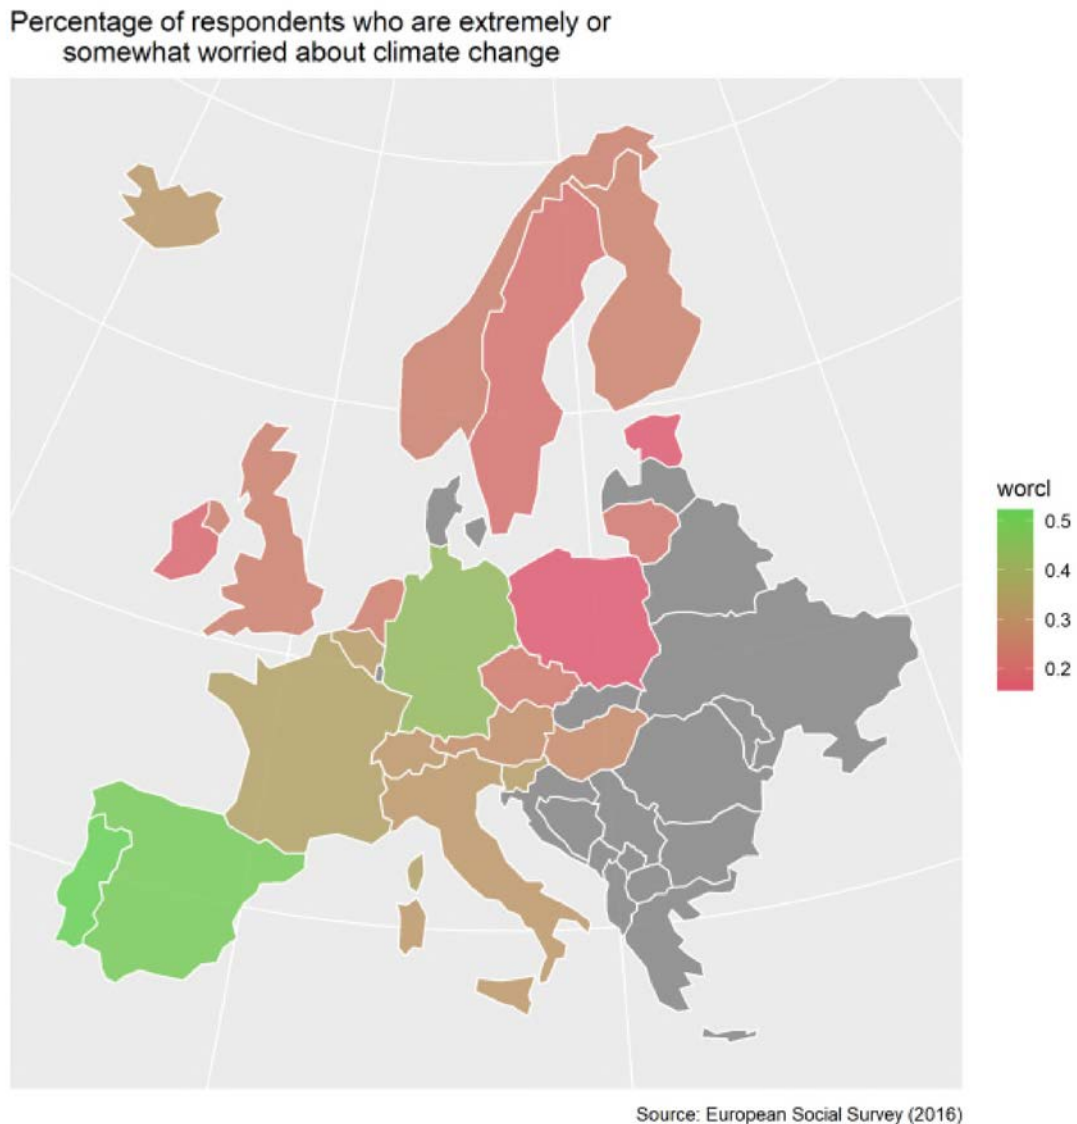 Percentage of respondents who are extremely or
somewhat worried about climate change
worcl
0.5
0.4
0.3
0.2
Source: European Social Survey (2016)